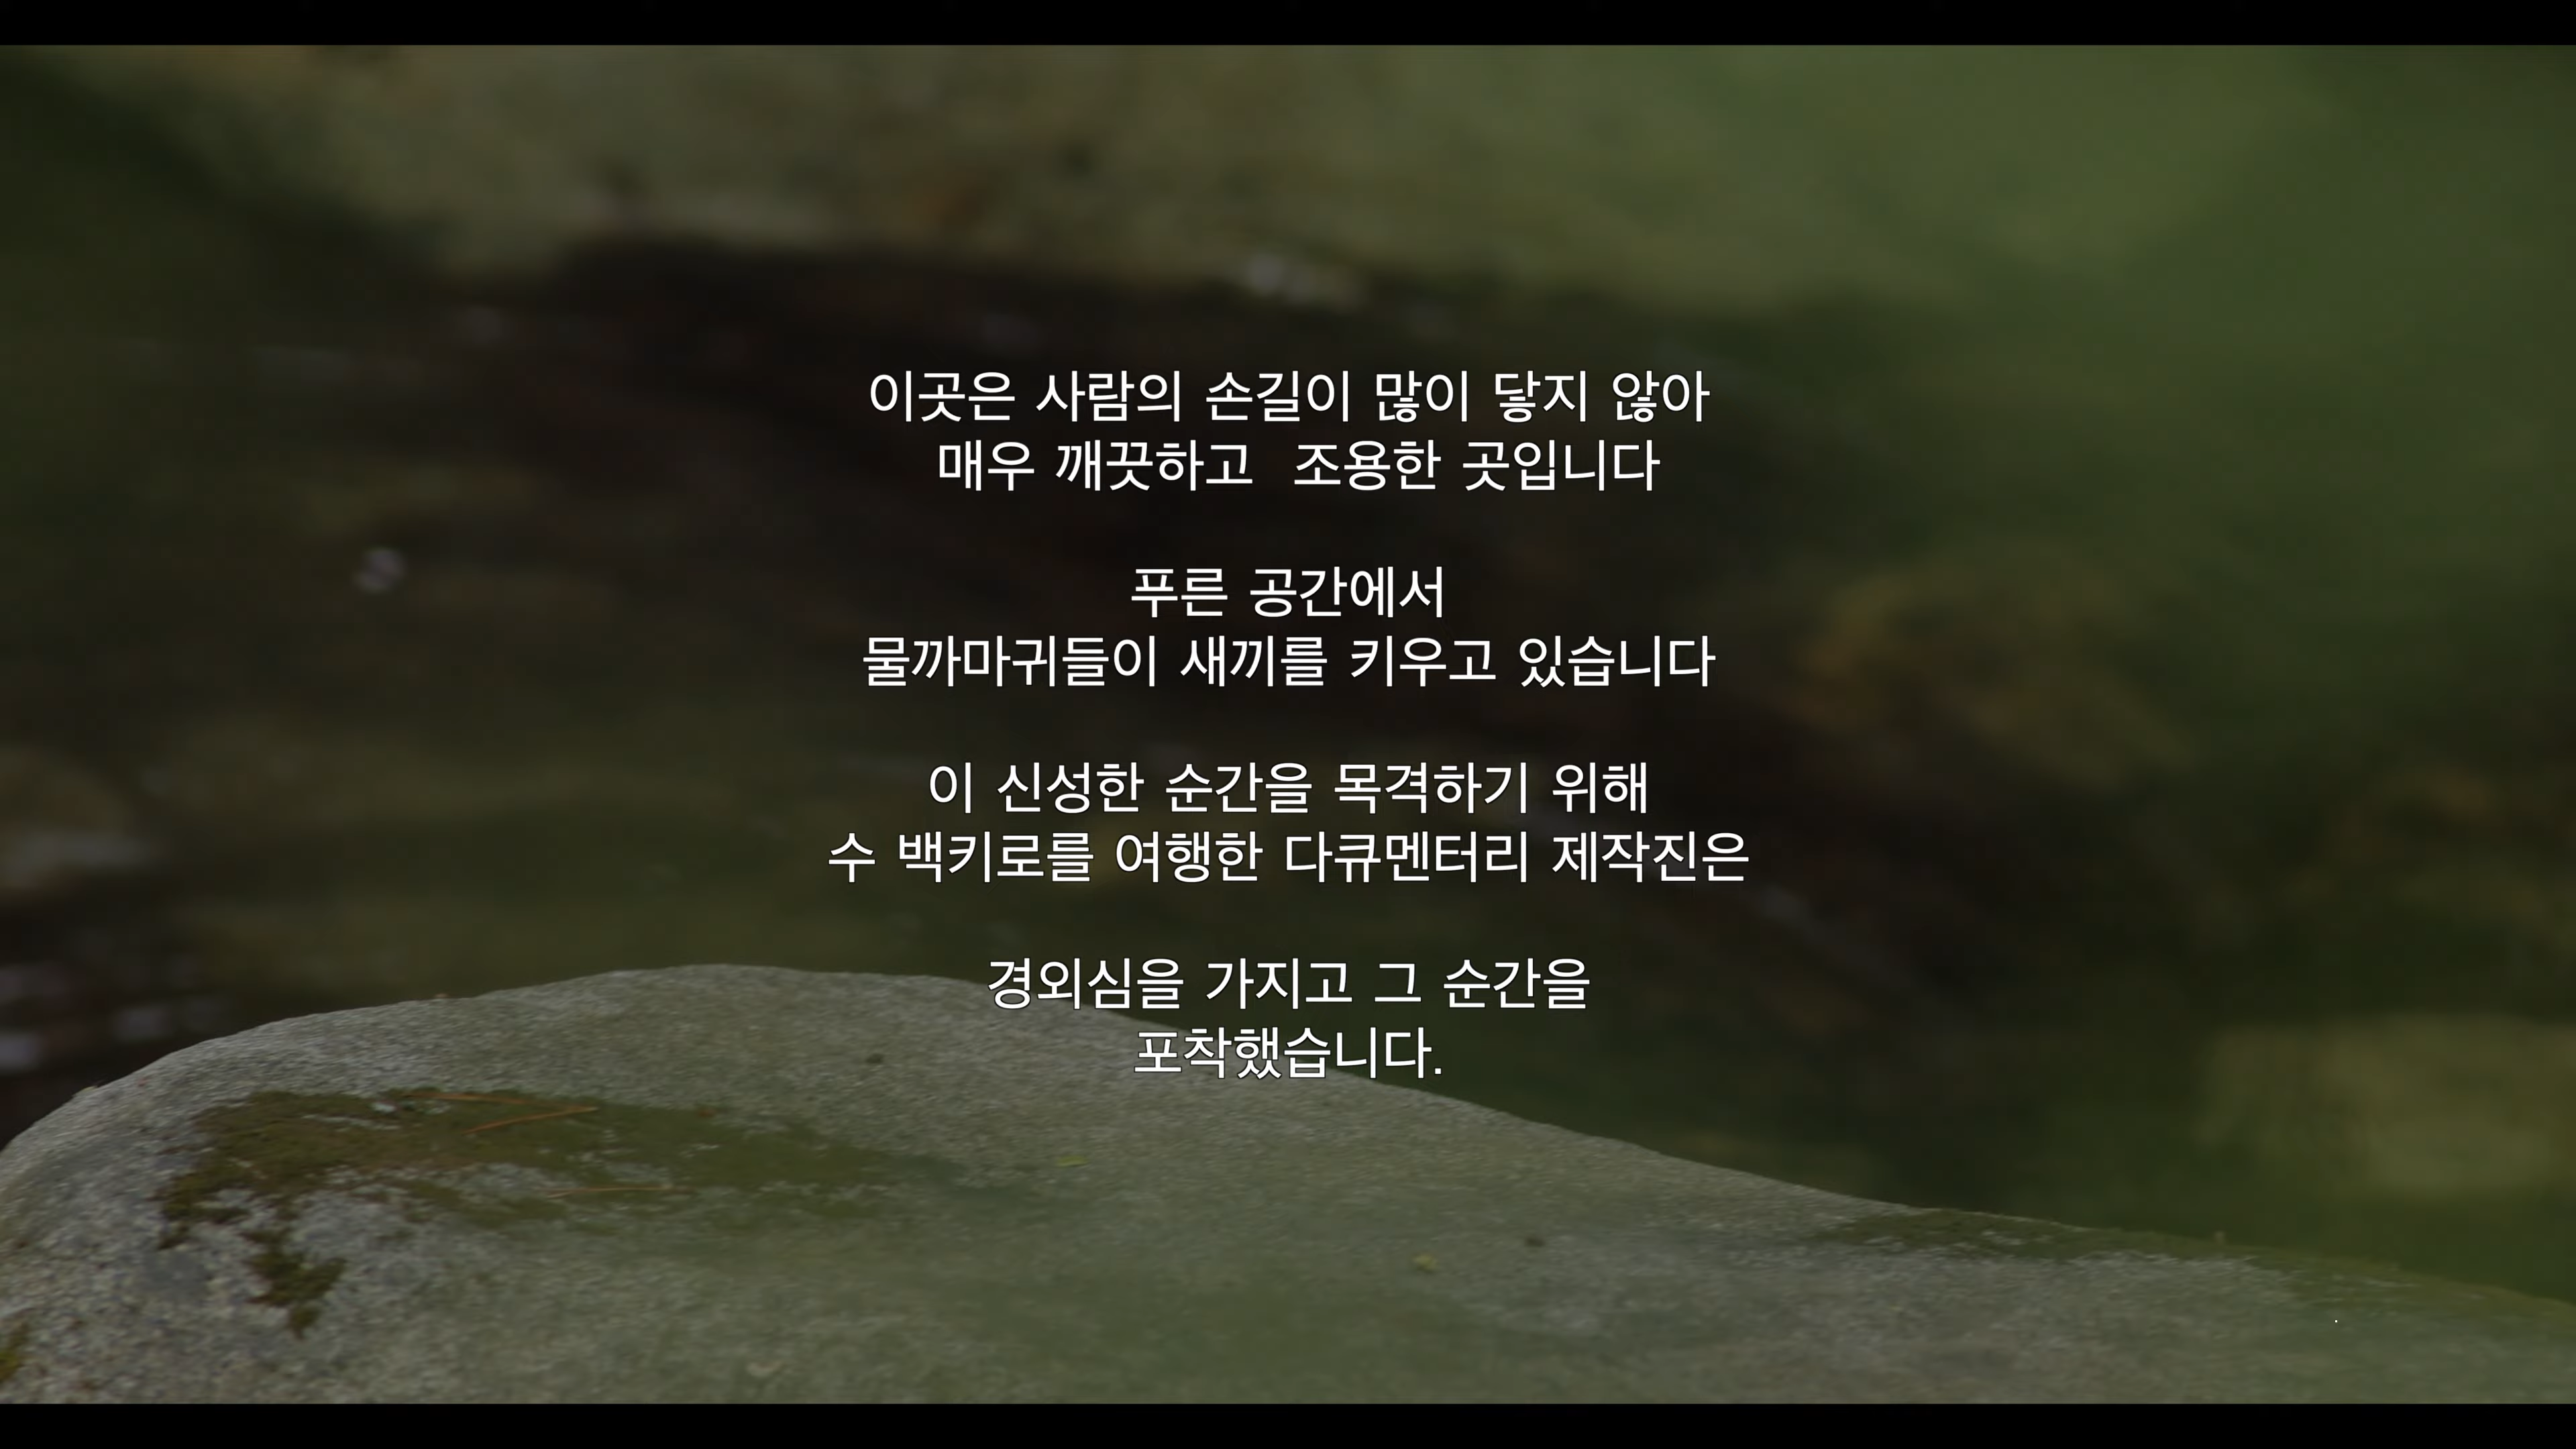 이곳은 사람의 손길이 많이 닿지 않아
매우 깨끗하고  조용한 곳입니다
푸른 공간에서
물까마귀들이 새끼를 키우고 있습니다
이 신성한 순간을 목격하기 위해
수 백키로를 여행한 다큐멘터리 제작진은
경외심을 가지고 그 순간을
포착했습니다.